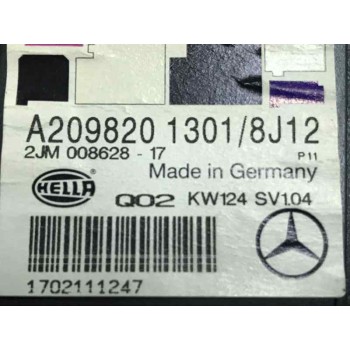 A209820 1301/8J12
2JM 008628 - 17 P11
Made in Germany
HELLA Q02 KW124 SV1.04
1702111247